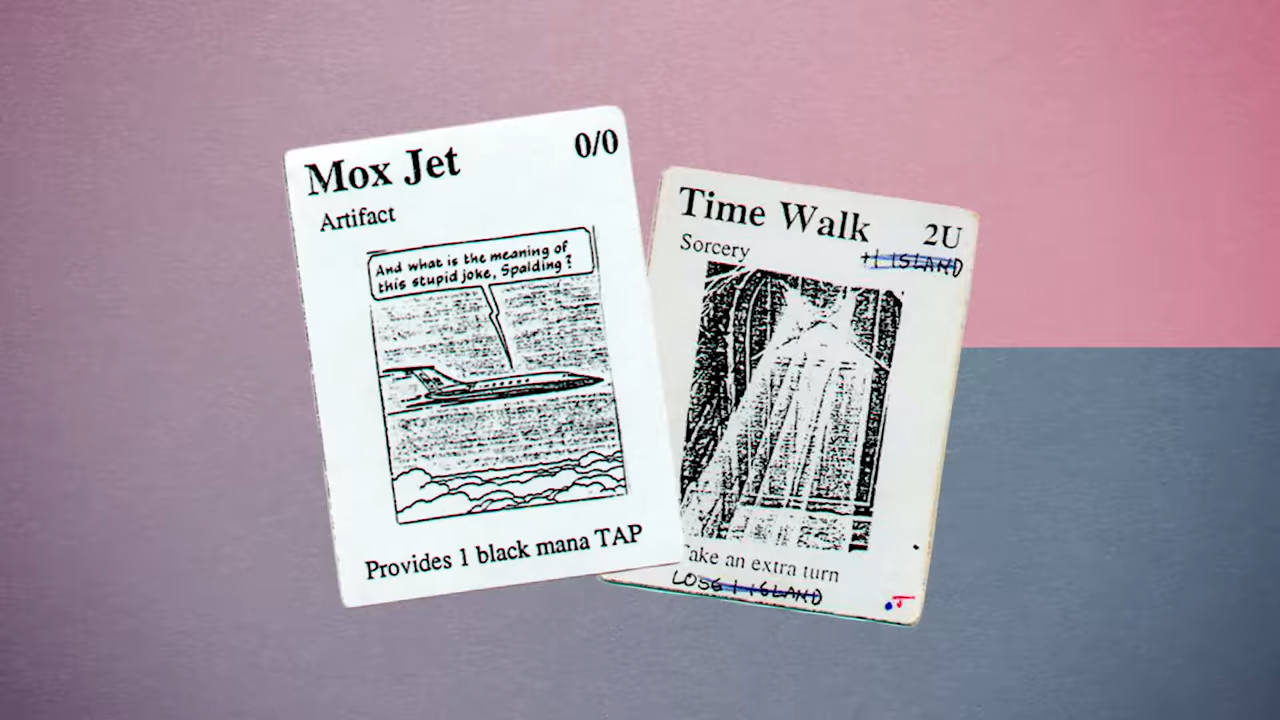 Mox Jet
0/0
Artifact
And what is the meaning of
this stupid joke, Spalding?
Provides 1 black mana TAP
Time Walk
2U
Sorcery
+1 ISLAND
Take an extra turn
LOSE 1 ISLAND
J